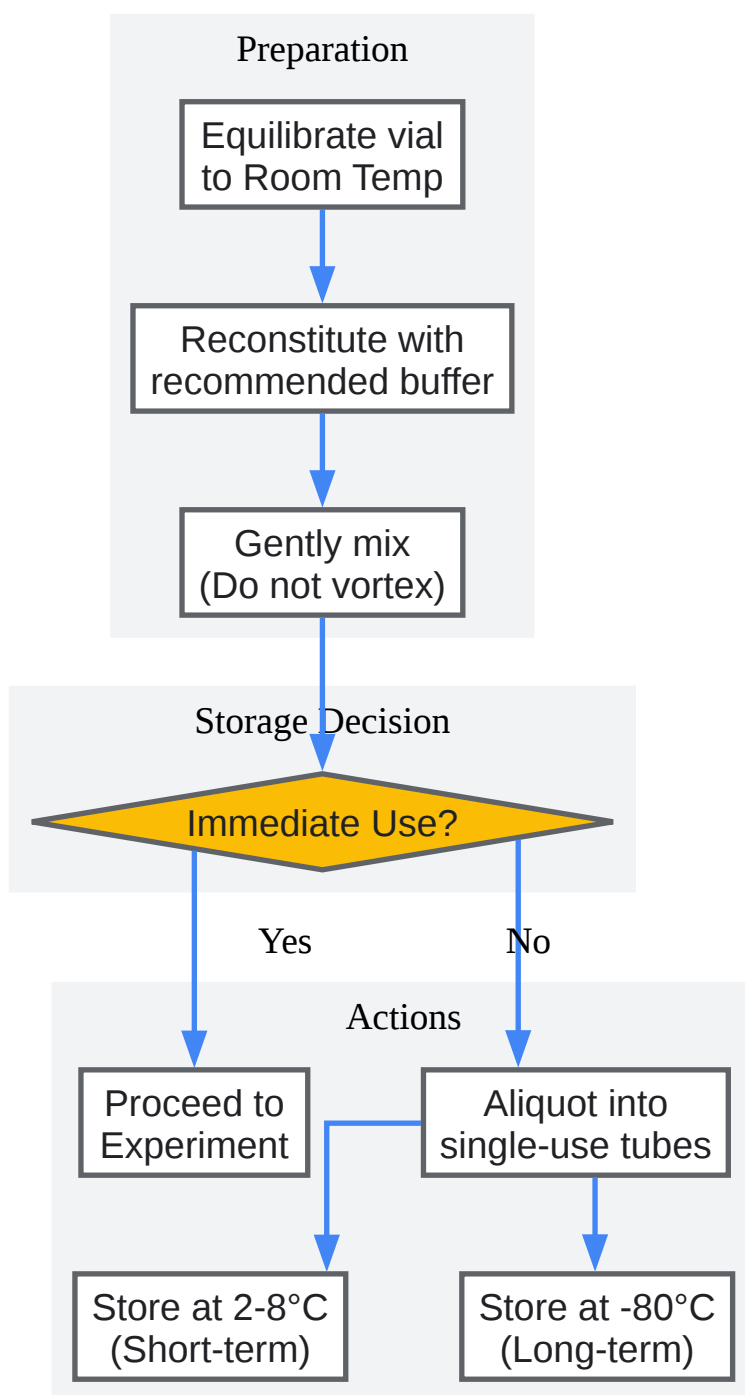 Preparation
Equilibrate vial
to Room Temp
Reconstitute with
recommended buffer
Gently mix
(Do not vortex)
Storage Decision
Immediate Use?
Yes
No
Actions
Proceed to
Experiment
Aliquot into
single-use tubes
Store at 2-8°C
(Short-term)
Store at -80°C
(Long-term)